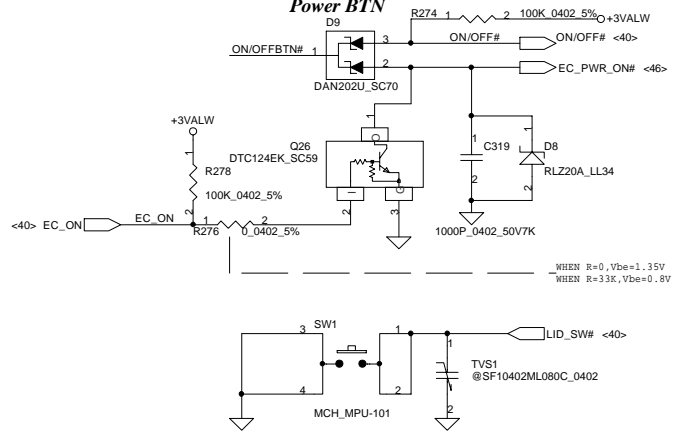 Power BTN
D9
R274 1 2 100K_0402_5% +3VALW
ON/OFFBTN# 1
3 ON/OFF# ON/OFF# <40>
2 EC_PWR_ON# <46>
DAN202U_SC70
+3VALW
1
Q26
DTC124EK_SC59
O
I
G
1
R278
100K_0402_5%
2
1
C319
2
1
D8
RLZ20A_LL34
2
2
3
1000P_0402_50V7K
<40> EC_ON EC_ON 1 2
R276 0_0402_5%
WHEN R=0,Vbe=1.35V
WHEN R=33K,Vbe=0.8V
3 SW1 1
LID_SW# <40>
1
TVS1
@SF10402ML080C_0402
4 2
2
MCH_MPU-101